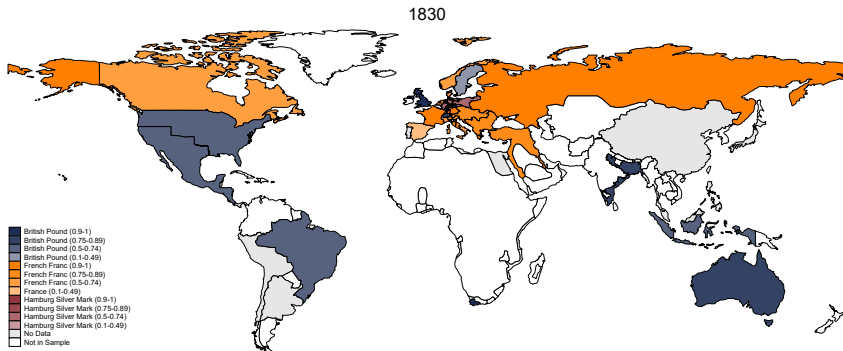 1830
British Pound (0.9-1)
British Pound (0.75-0.89)
British Pound (0.5-0.74)
British Pound (0.1-0.49)
French Franc (0.9-1)
French Franc (0.75-0.89)
French Franc (0.5-0.74)
France (0.1-0.49)
Hamburg Silver Mark (0.9-1)
Hamburg Silver Mark (0.75-0.89)
Hamburg Silver Mark (0.5-0.74)
Hamburg Silver Mark (0.1-0.49)
No Data
Not in Sample